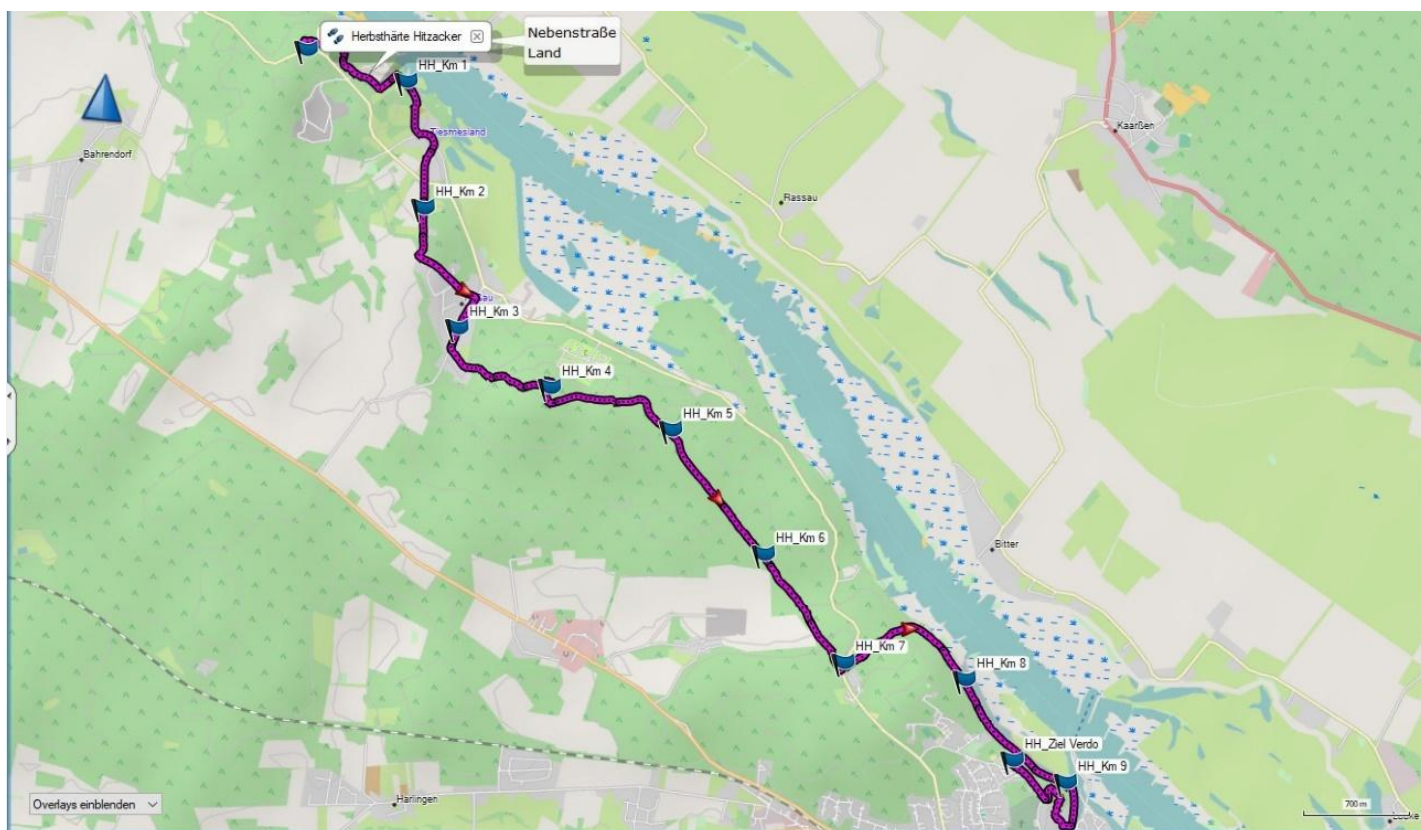 Herbsthärte Hitzacker
Nebenstraße
Land
HH_Km 1
Kaarßen
Tiesmesland
Bahrendorf
HH_Km 2
Rassau
HH_Km 3
HH_Km 4
HH_Km 5
HH_Km 6
Bitter
HH_Km 7
HH_Km 8
HH_Ziel Verdo
HH_Km 9
Overlays einblenden
Harlingen
700 m